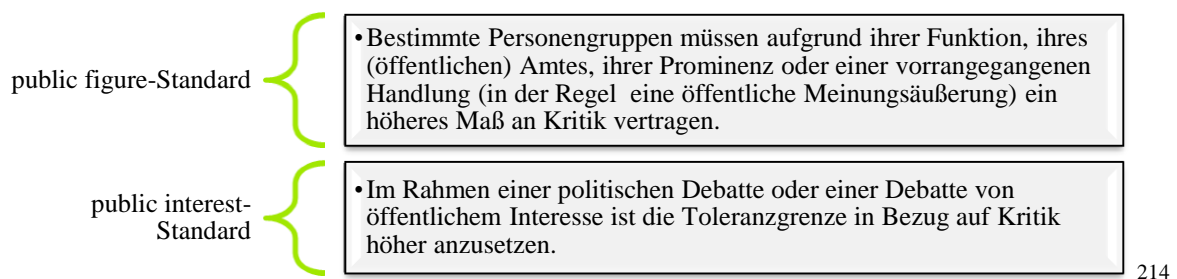 public figure-Standard
•Bestimmte Personengruppen müssen aufgrund ihrer Funktion, ihres
(öffentlichen) Amtes, ihrer Prominenz oder einer vorrangegangenen
Handlung (in der Regel eine öffentliche Meinungsäußerung) ein
höheres Maß an Kritik vertragen.
public interest-
Standard
•Im Rahmen einer politischen Debatte oder einer Debatte von
öffentlichem Interesse ist die Toleranzgrenze in Bezug auf Kritik
höher anzusetzen.
214